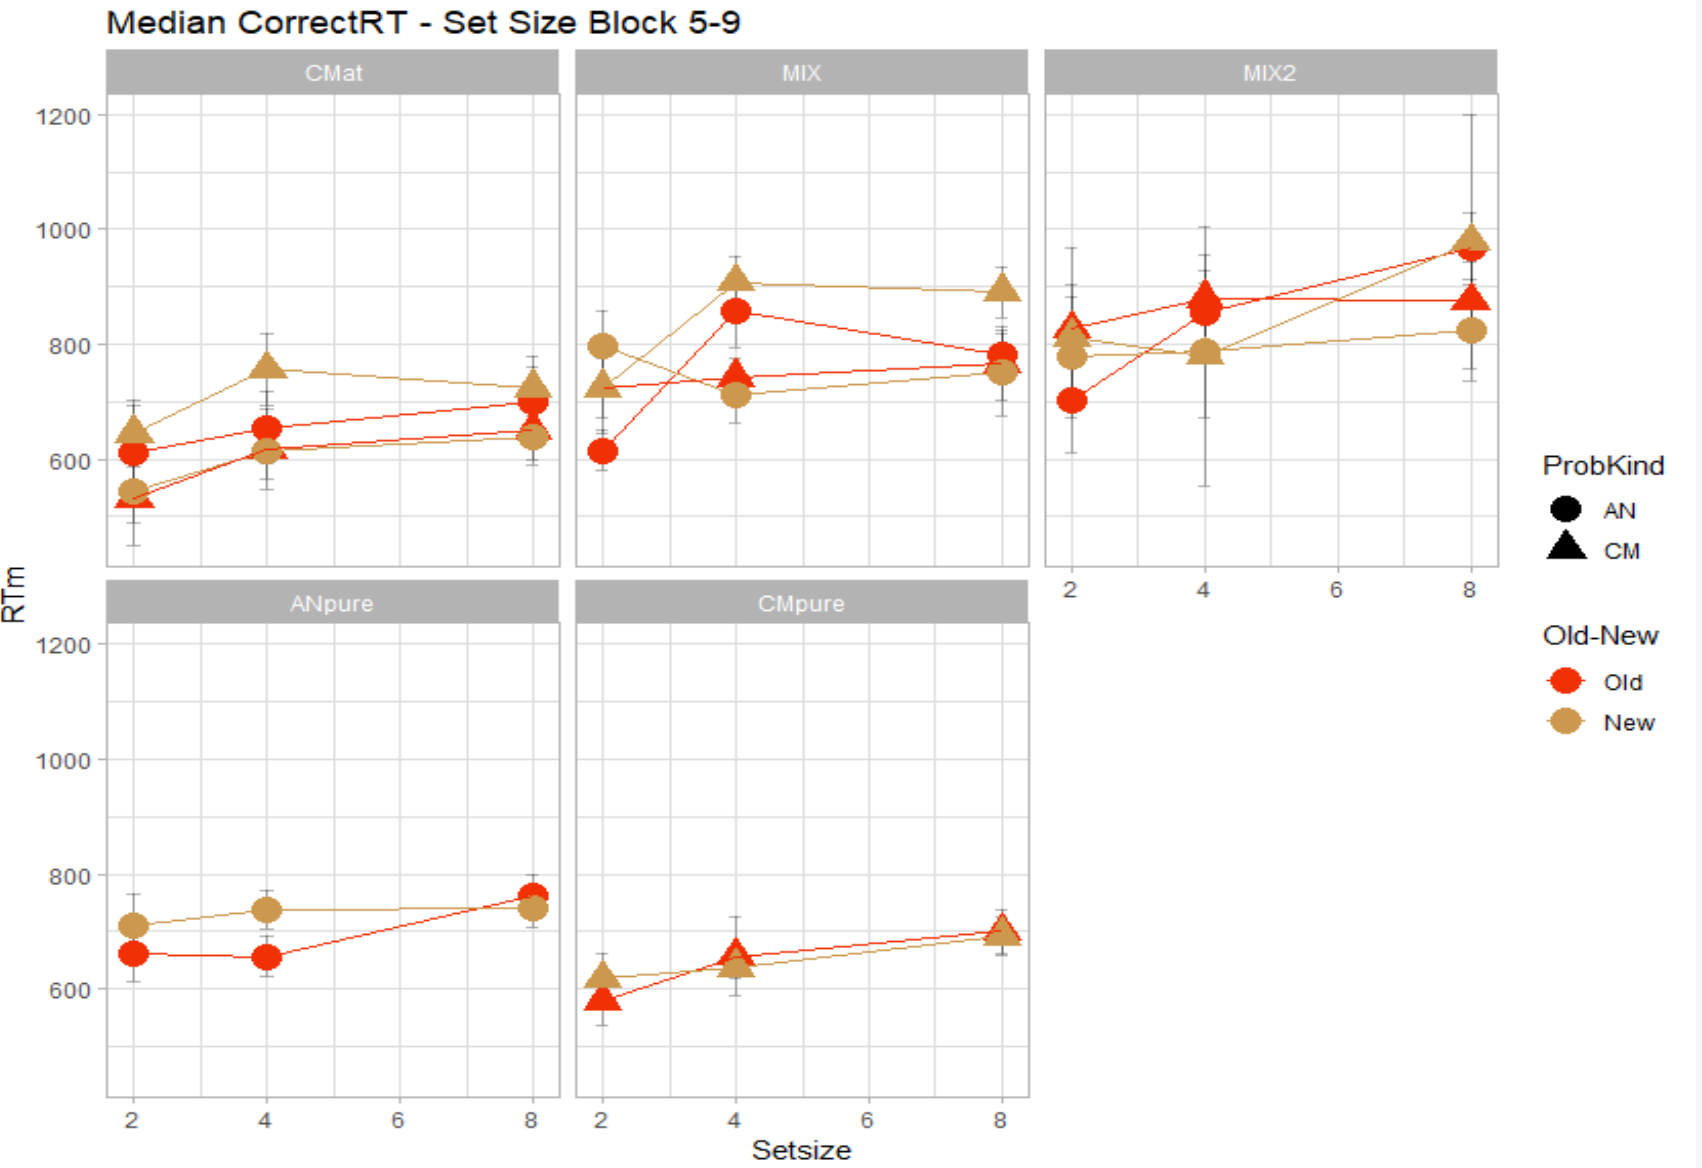 Median CorrectRT - Set Size Block 5-9
CMat MIX MIX2
1200
1000
800
600
2 4 6 8
RTm
ANpure CMpure
1200
1000
800
600
2 4 6 8 2 4 6 8
Setsize
ProbKind
AN
CM
Old-New
Old
New